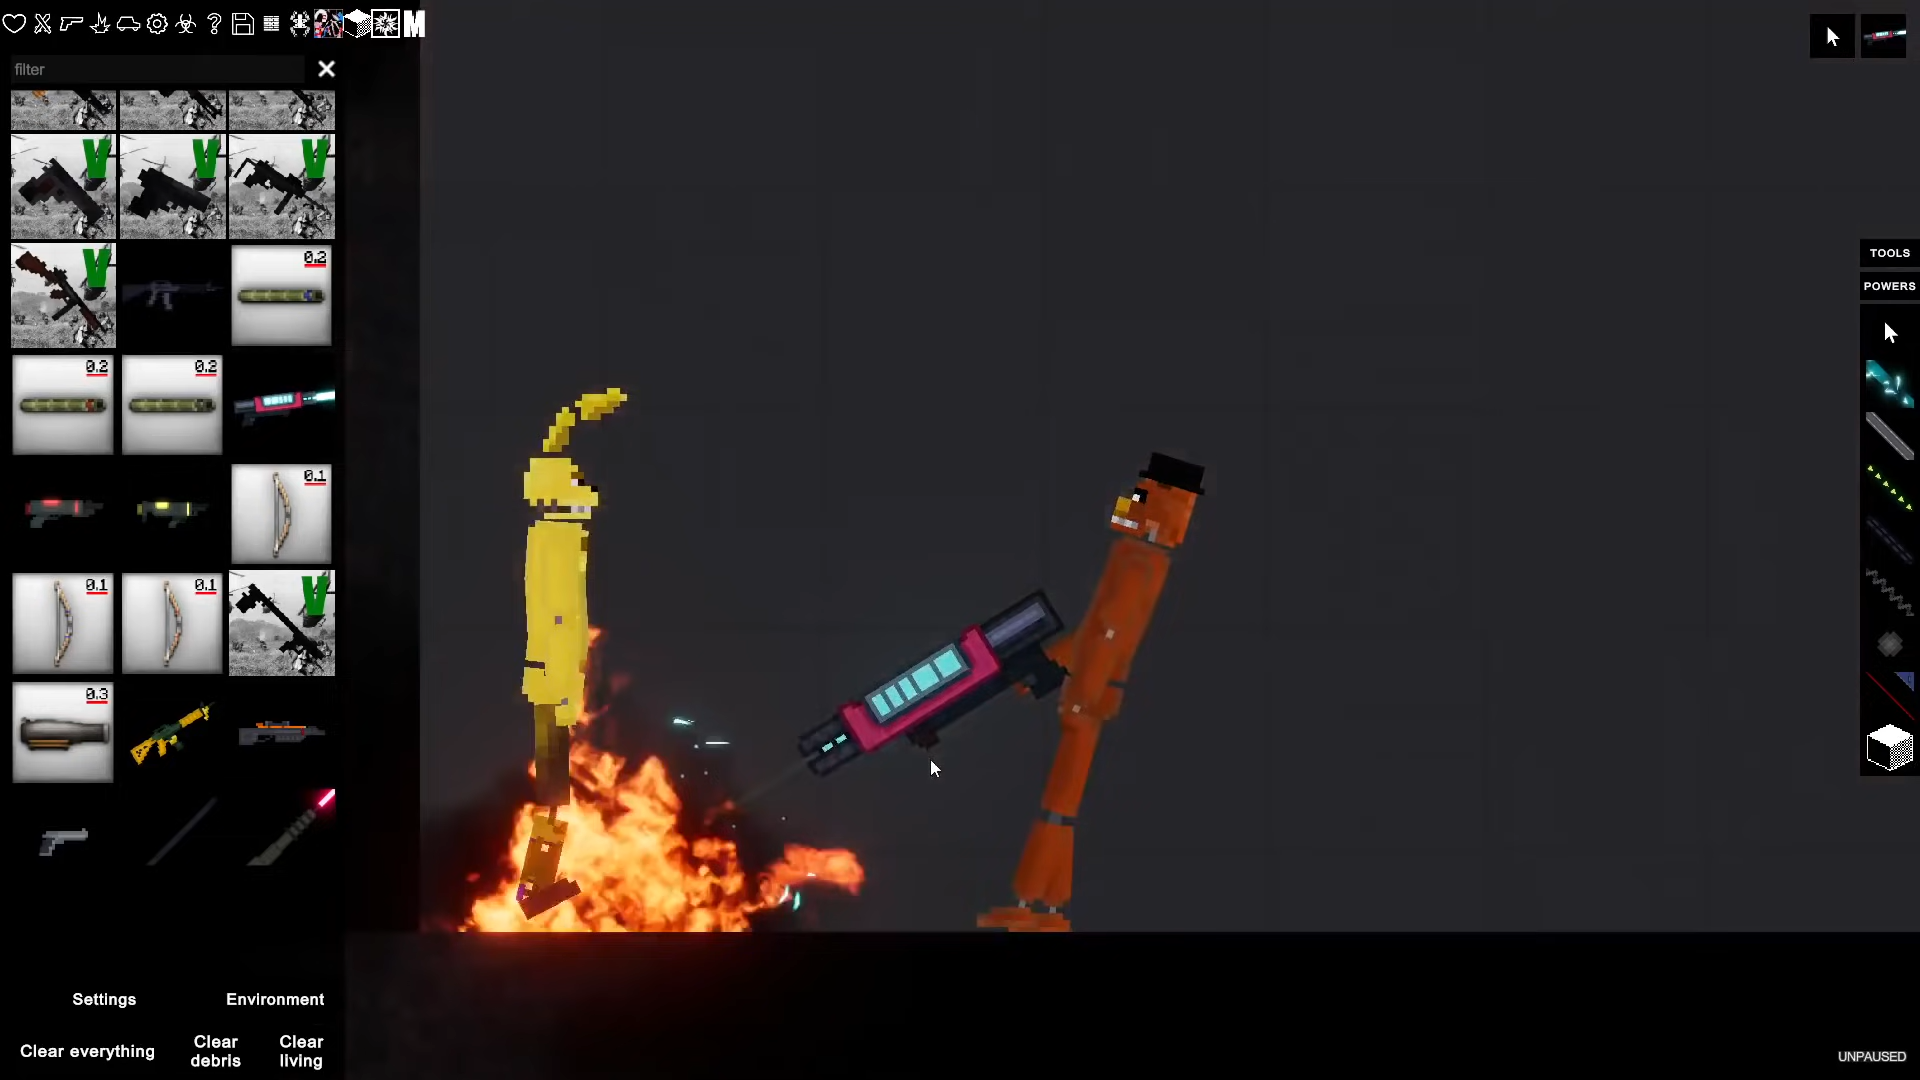 M
filter
V V V
V 0.2
0.2 0.2
0.1
0.1 0.1 V
0.3
TOOLS
POWERS
Settings Environment
Clear everything
Clear
debris
Clear
living
UNPAUSED